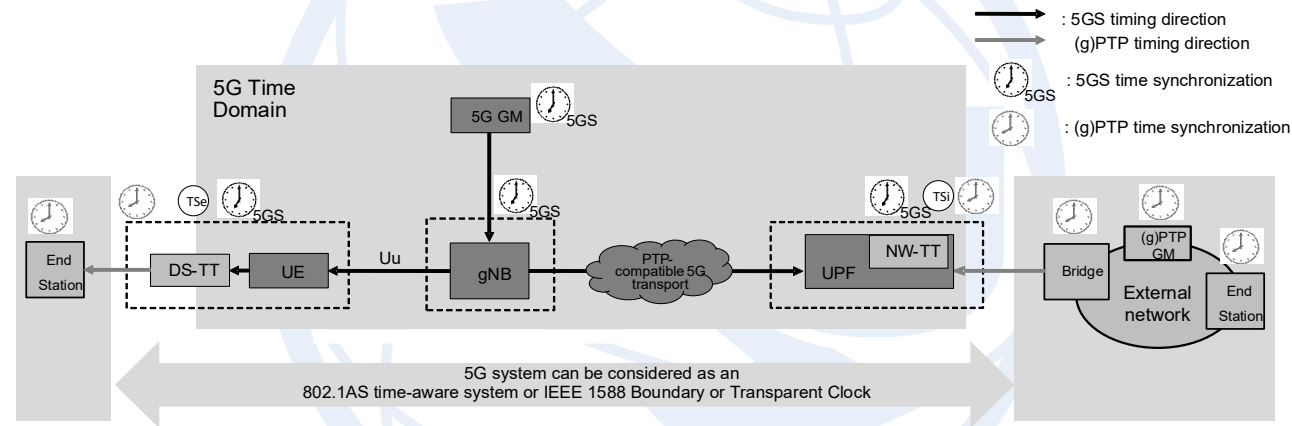 : 5GS timing direction
(g)PTP timing direction
5GS
: 5GS time synchronization
: (g)PTP time synchronization
5G Time
Domain
5G GM
5GS
5GS
TSe
5GS
5GS
TSi
End
Station
DS-TT
UE
Uu
gNB
PTP-
compatible 5G
transport
UPF
NW-TT
Bridge
(g)PTP
GM
External
network
End
Station
5G system can be considered as an
802.1AS time-aware system or IEEE 1588 Boundary or Transparent Clock